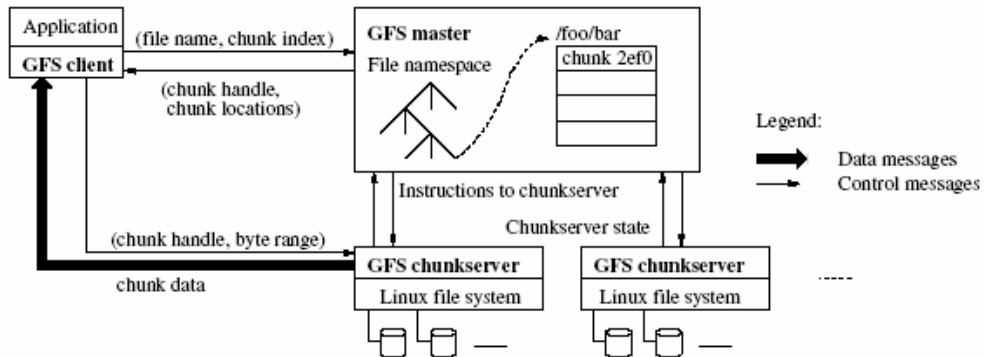 Application
GFS client
(file name, chunk index)
(chunk handle,
chunk locations)
GFS master
File namespace
/foo/bar
chunk 2ef0
Legend:
Data messages
Control messages
Instructions to chunkserver
Chunkserver state
(chunk handle, byte range)
chunk data
GFS chunkserver
Linux file system
GFS chunkserver
Linux file system